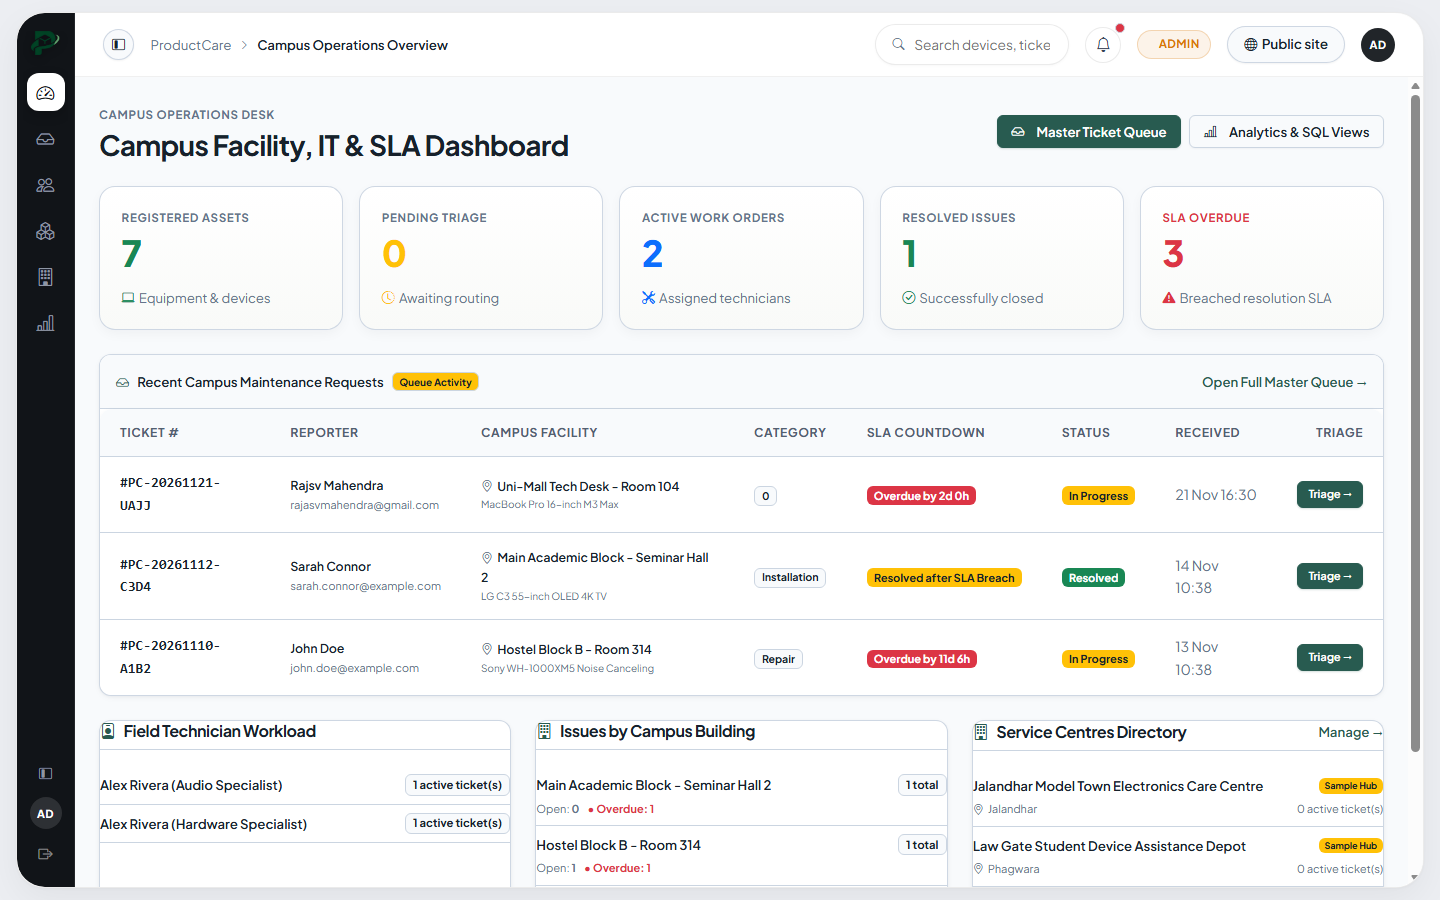 ProductCare > Campus Operations Overview
Search devices, ticke
ADMIN
Public site
AD
CAMPUS OPERATIONS DESK
Campus Facility, IT & SLA Dashboard
Master Ticket Queue
Analytics & SQL Views
REGISTERED ASSETS
7
Equipment & devices
PENDING TRIAGE
0
Awaiting routing
ACTIVE WORK ORDERS
2
Assigned technicians
RESOLVED ISSUES
1
Successfully closed
SLA OVERDUE
3
Breached resolution SLA
Recent Campus Maintenance Requests Queue Activity
Open Full Master Queue →
TICKET # REPORTER CAMPUS FACILITY CATEGORY SLA COUNTDOWN STATUS RECEIVED TRIAGE
#PC-20261121-
UAJJ
Rajsv Mahendra
rajasvmahendra@gmail.com
Uni-Mall Tech Desk - Room 104
MacBook Pro 16-inch M3 Max
0
Overdue by 2d 0h
In Progress
21 Nov 16:30
Triage →
#PC-20261112-
C3D4
Sarah Connor
sarah.connor@example.com
Main Academic Block - Seminar Hall
2
LG C3 55-inch OLED 4K TV
Installation
Resolved after SLA Breach
Resolved
14 Nov
10:38
Triage →
#PC-20261110-
A1B2
John Doe
john.doe@example.com
Hostel Block B - Room 314
Sony WH-1000XM5 Noise Canceling
Repair
Overdue by 11d 6h
In Progress
13 Nov
10:38
Triage →
Field Technician Workload
Alex Rivera (Audio Specialist) 1 active ticket(s)
Alex Rivera (Hardware Specialist) 1 active ticket(s)
Issues by Campus Building
Main Academic Block - Seminar Hall 2 1 total
Open: 0 • Overdue: 1
Hostel Block B - Room 314 1 total
Open: 1 • Overdue: 1
Service Centres Directory Manage →
Jalandhar Model Town Electronics Care Centre Sample Hub
Jalandhar 0 active ticket(s)
Law Gate Student Device Assistance Depot Sample Hub
Phagwara 0 active ticket(s)
AD